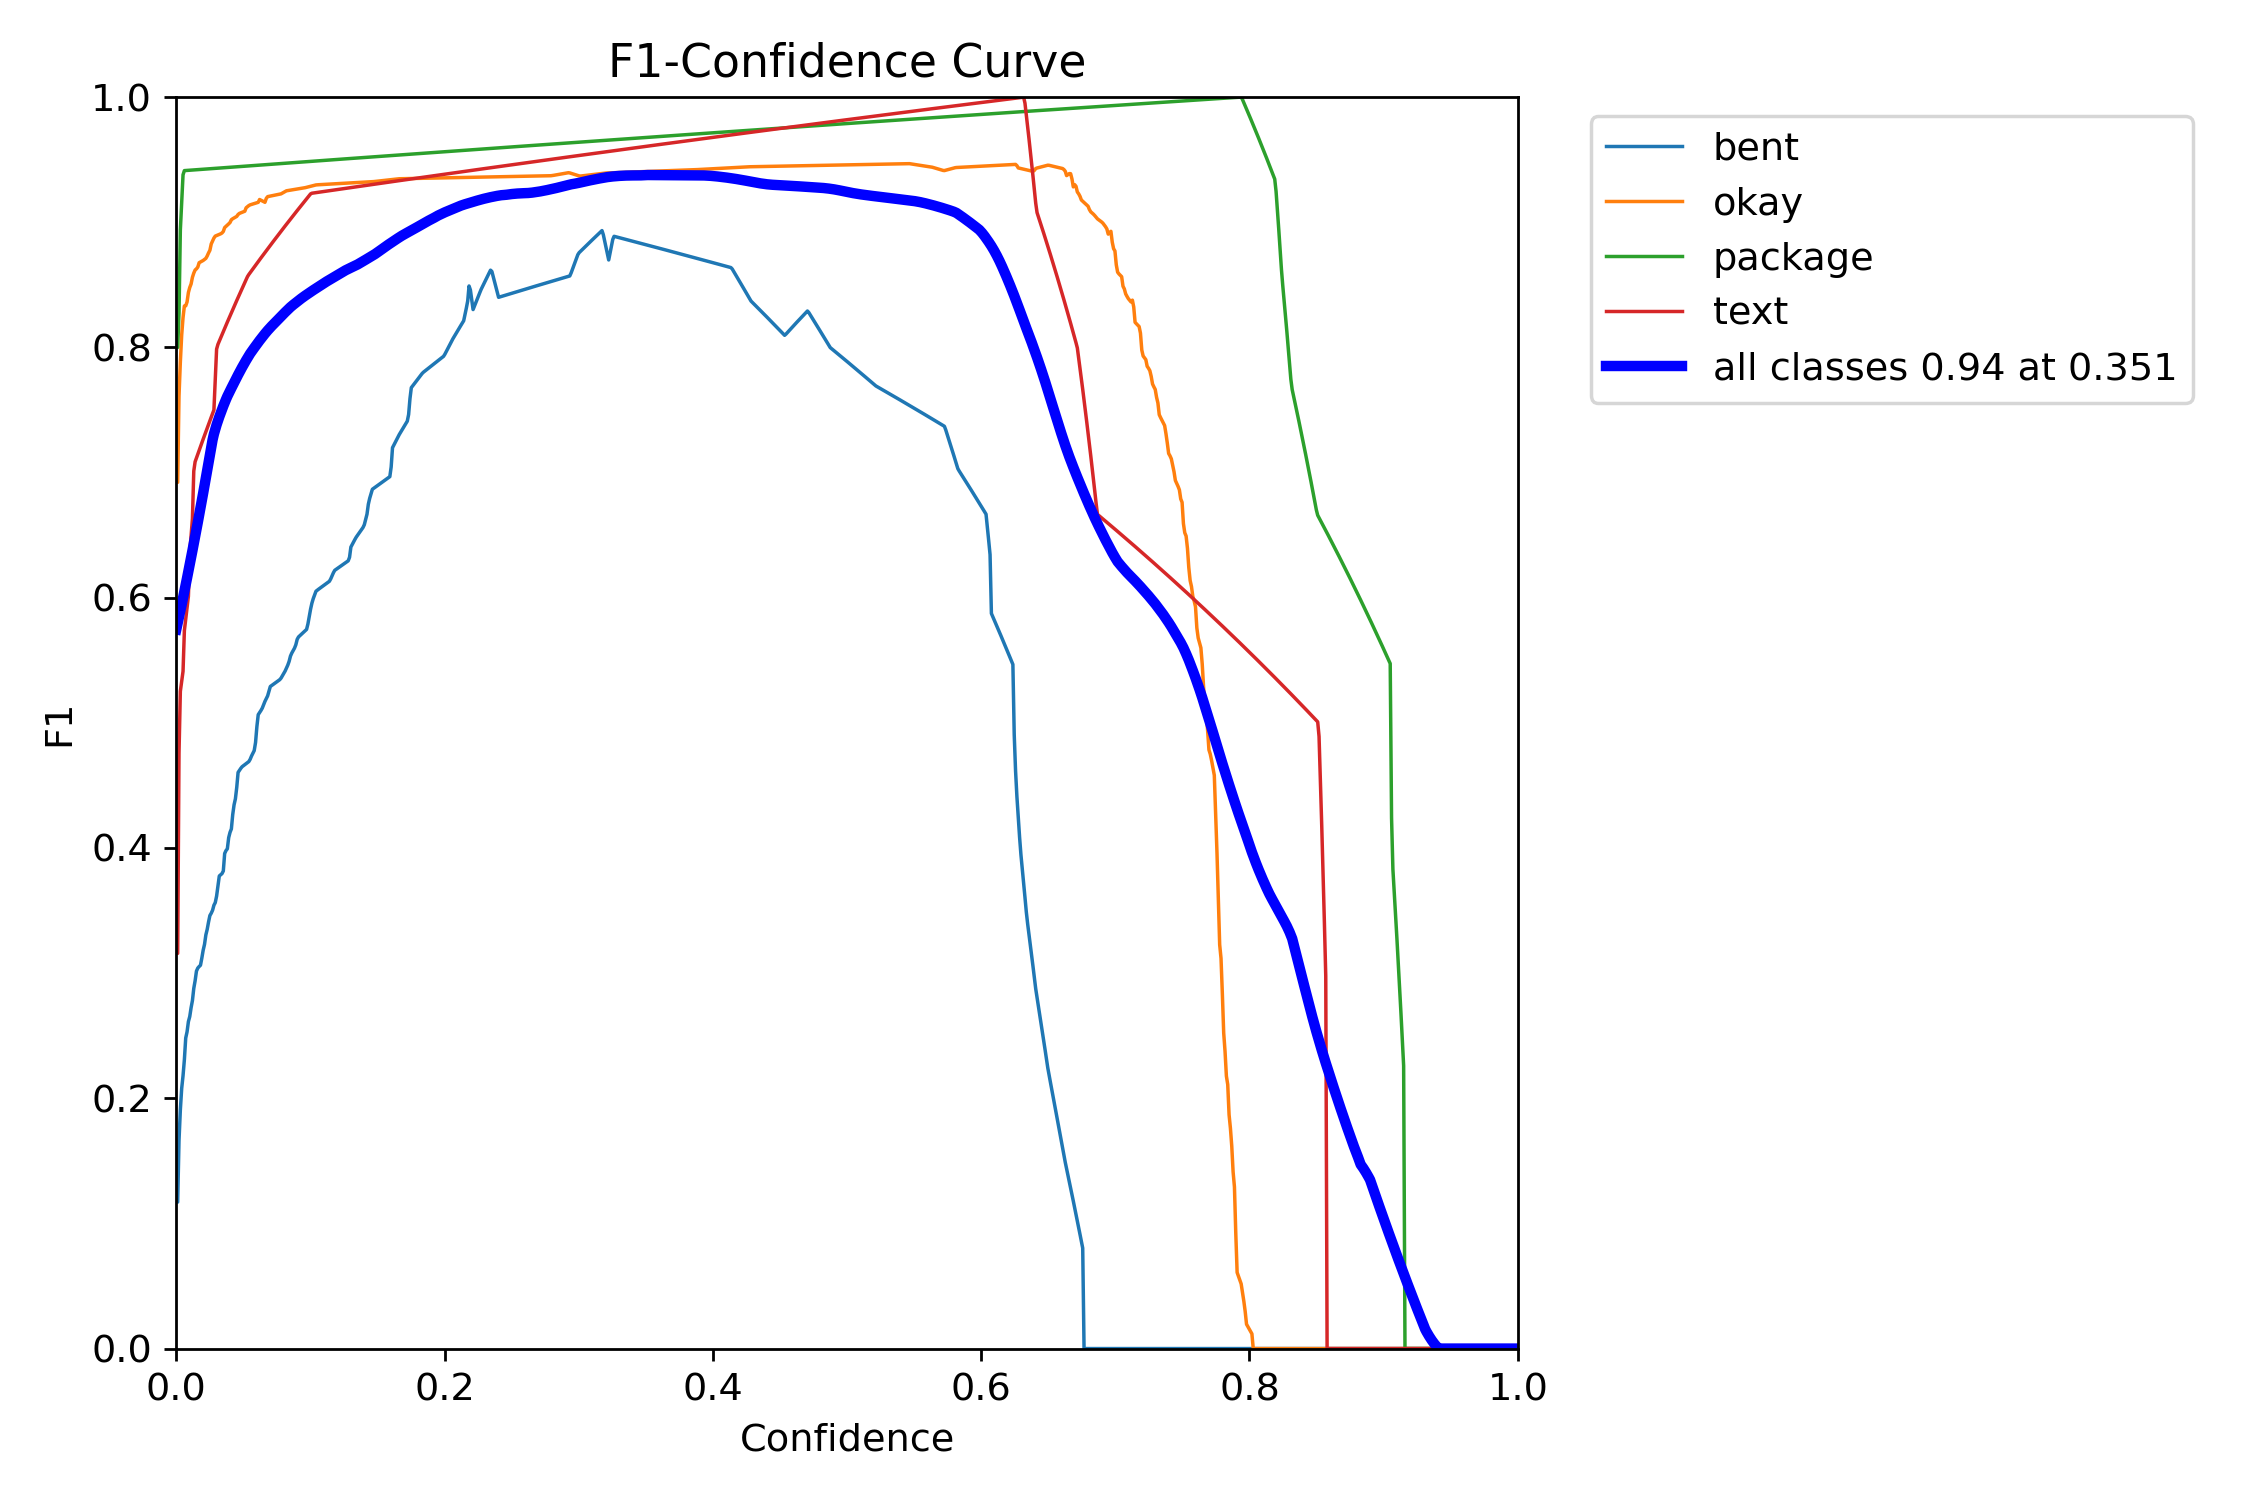 F1-Confidence Curve
1.0
0.8
0.6
0.4
0.2
0.0
F1
0.0 0.2 0.4 0.6 0.8 1.0
Confidence
bent
okay
package
text
all classes 0.94 at 0.351